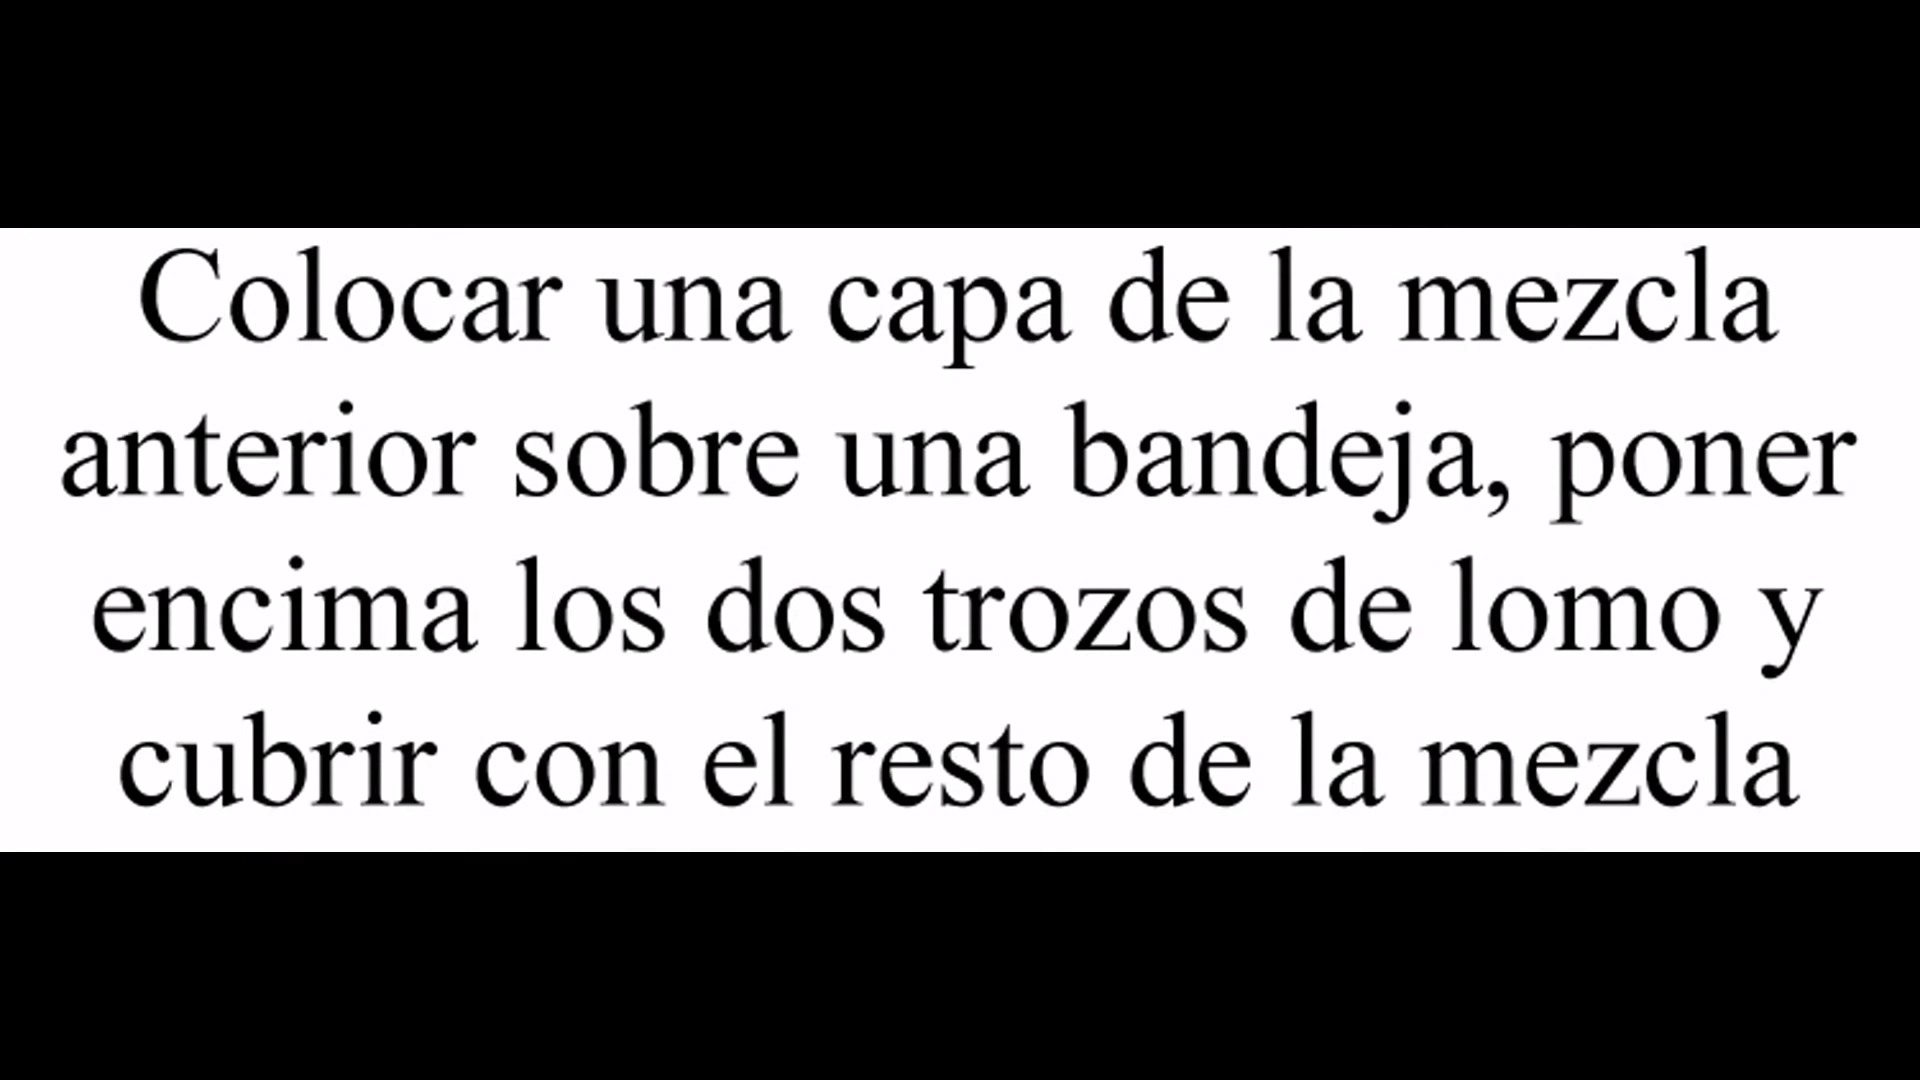 Colocar una capa de la mezcla
anterior sobre una bandeja, poner
encima los dos trozos de lomo y
cubrir con el resto de la mezcla